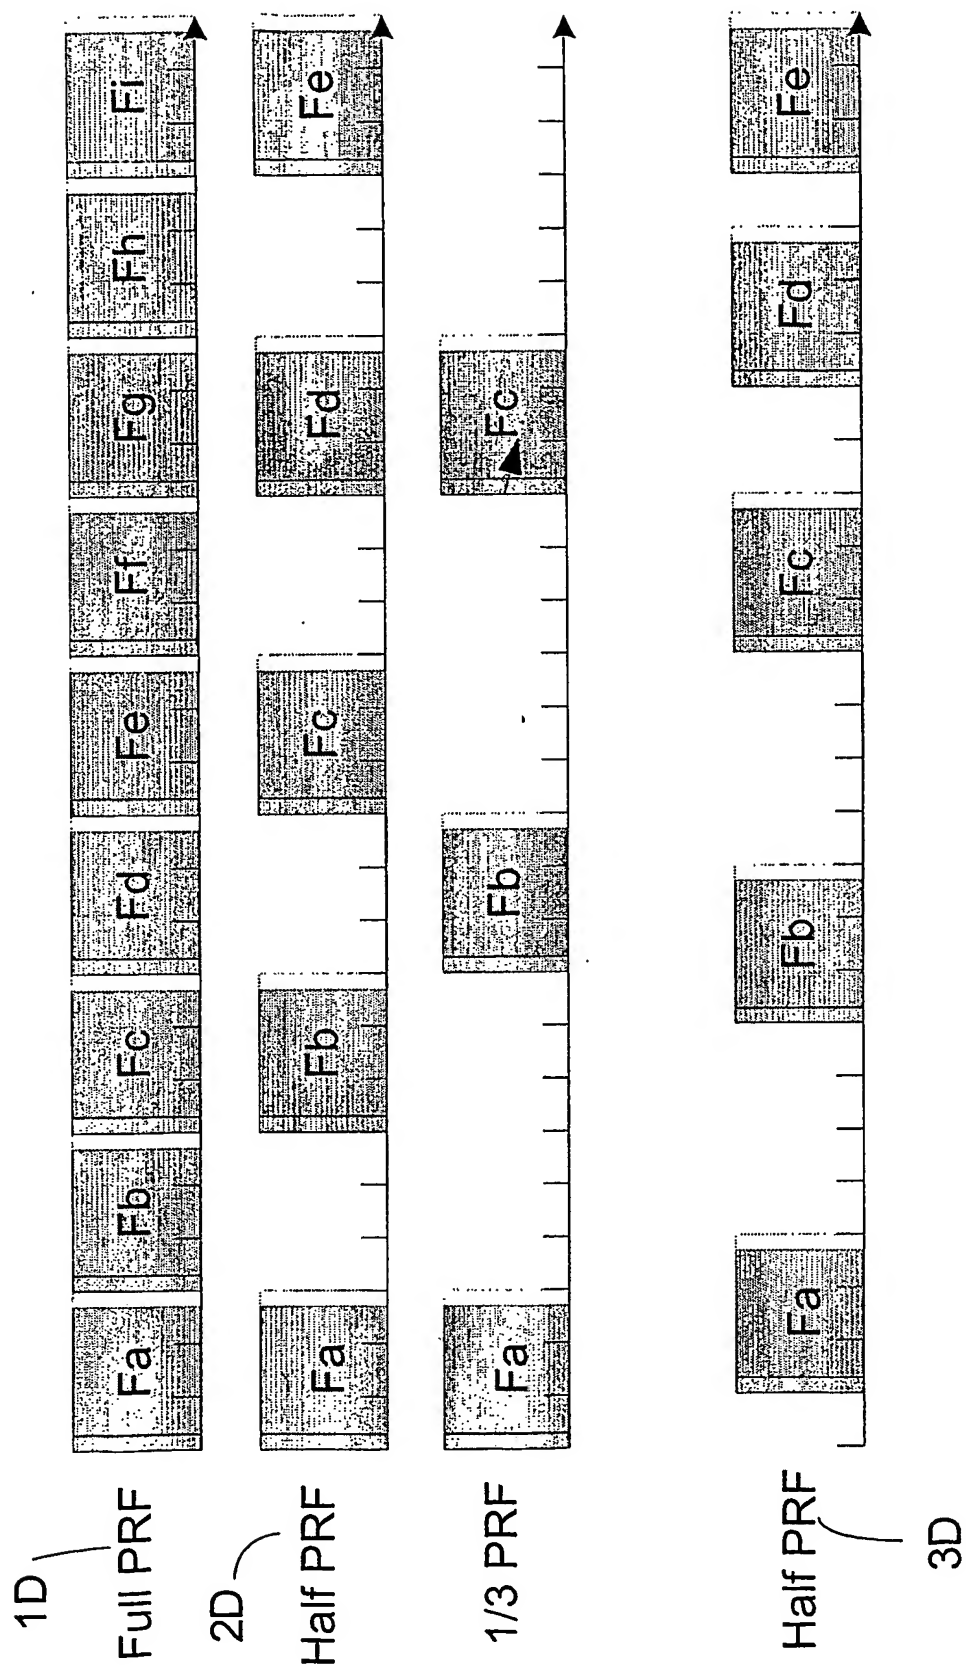 1D
Full PRF
Fa Fb Fc Fd Fe Ff Fg Fh Fi
2D
Half PRF
Fa Fb Fc Fd Fe
1/3 PRF
Fa Fb Fc
Half PRF
Fa Fb Fc Fd Fe
3D